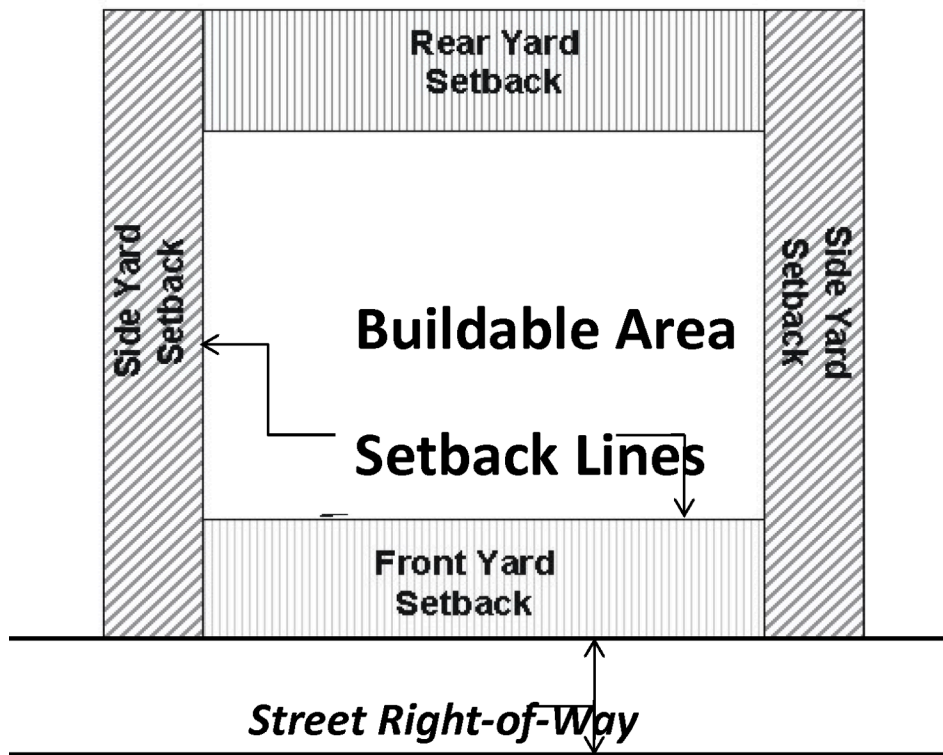 Rear Yard
Setback
Side Yard
Setback
Side Yard
Setback
Buildable Area
Setback Lines
Front Yard
Setback
Street Right-of-Way